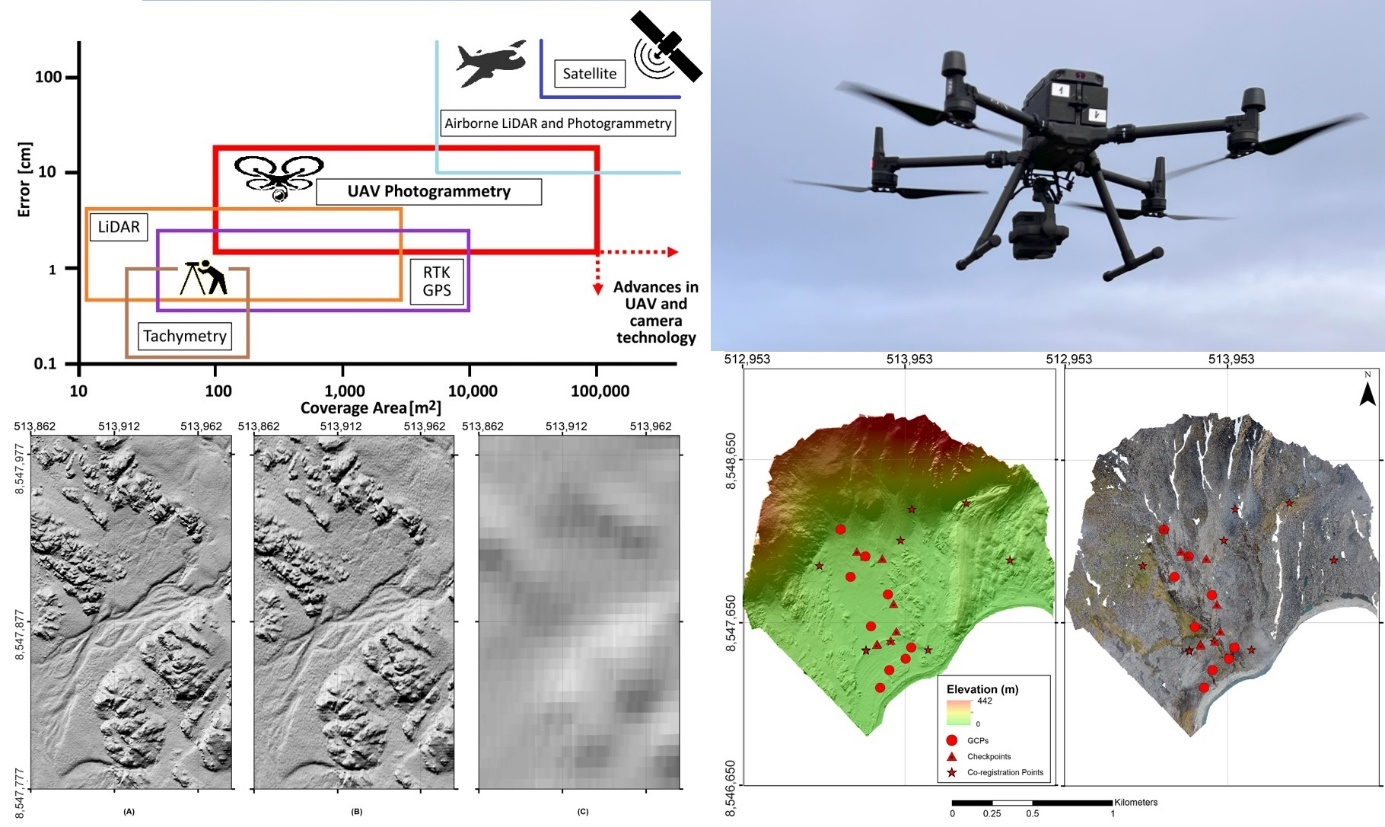 100
10
1
0.1
Error [cm]
Satellite
Airborne LiDAR and Photogrammetry
UAV Photogrammetry
LiDAR
RTK
GPS
Tachymetry
Advances in
UAV and
camera
technology
10
100
1,000
10,000
100,000
Coverage Area[m2]
1
513,862
513,912
513,962
513,862
513,912
513,962
513,862
513,912
513,962
8,547,977
8,547,877
8,547,777
(A)
(B)
(C)
512,953
513,953
512,953
513,953
N
8,548,650
8,547,650
8,546,650
Elevation (m)
442
0
GCPs
Checkpoints
Co-registration Points
Kilometers
0
0.25
0.5
1